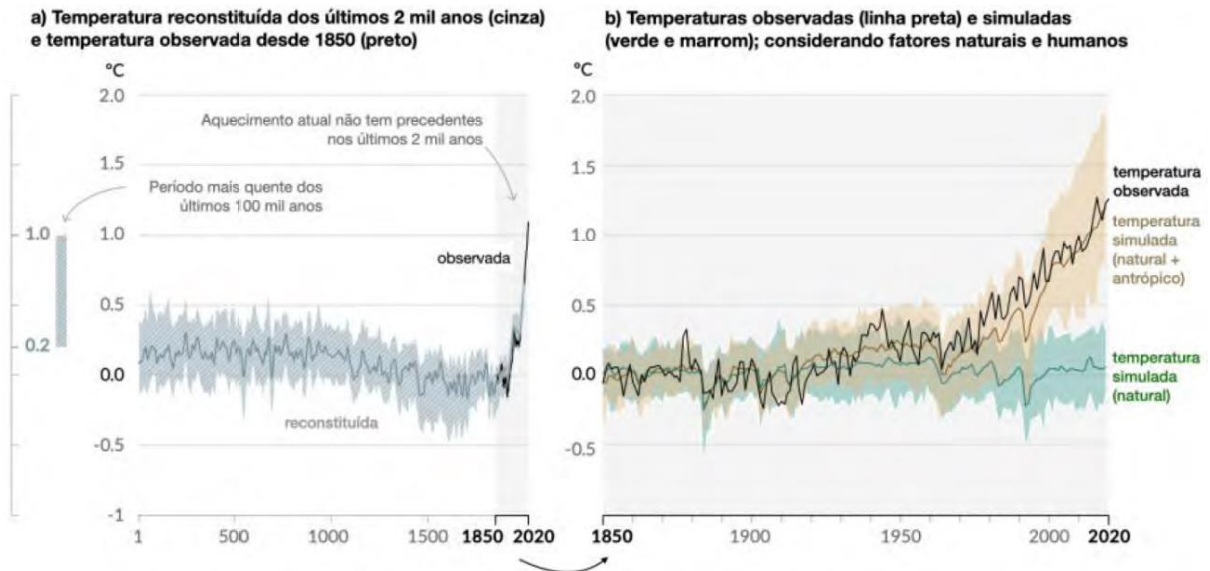 a) Temperatura reconstituída dos últimos 2 mil anos (cinza)
e temperatura observada desde 1850 (preto)
°C
2.0
1.5
1.0
0.5
0.0
-0.5
-1
1.0
0.2
Aquecimento atual não tem precedentes
nos últimos 2 mil anos
Período mais quente dos
últimos 100 mil anos
observada
reconstituída
1
500
1000
1500
1850
2020
b) Temperaturas observadas (linha preta) e simuladas
(verde e marrom); considerando fatores naturais e humanos
°C
2.0
1.5
1.0
0.5
0.0
-0.5
temperatura
observada
temperatura
simulada
(natural +
antrópico)
temperatura
simulada
(natural)
1850
1900
1950
2000
2020